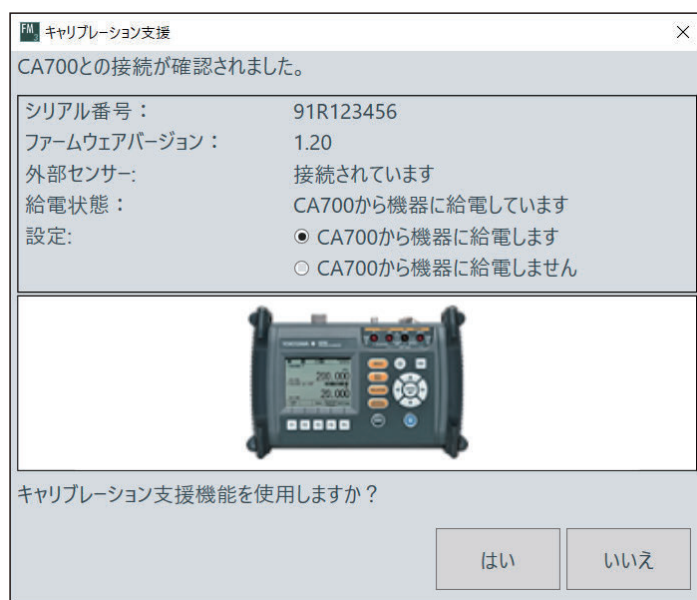 FM 3 キャリブレーション支援
CA700との接続が確認されました。
シリアル番号： 91R123456
ファームウェアバージョン： 1.20
外部センサー: 接続されています
給電状態： CA700から機器に給電しています
設定: CA700から機器に給電します
CA700から機器に給電しません
YOKOGAWA
200.000
20.000
キャリブレーション支援機能を使用しますか？
はい いいえ